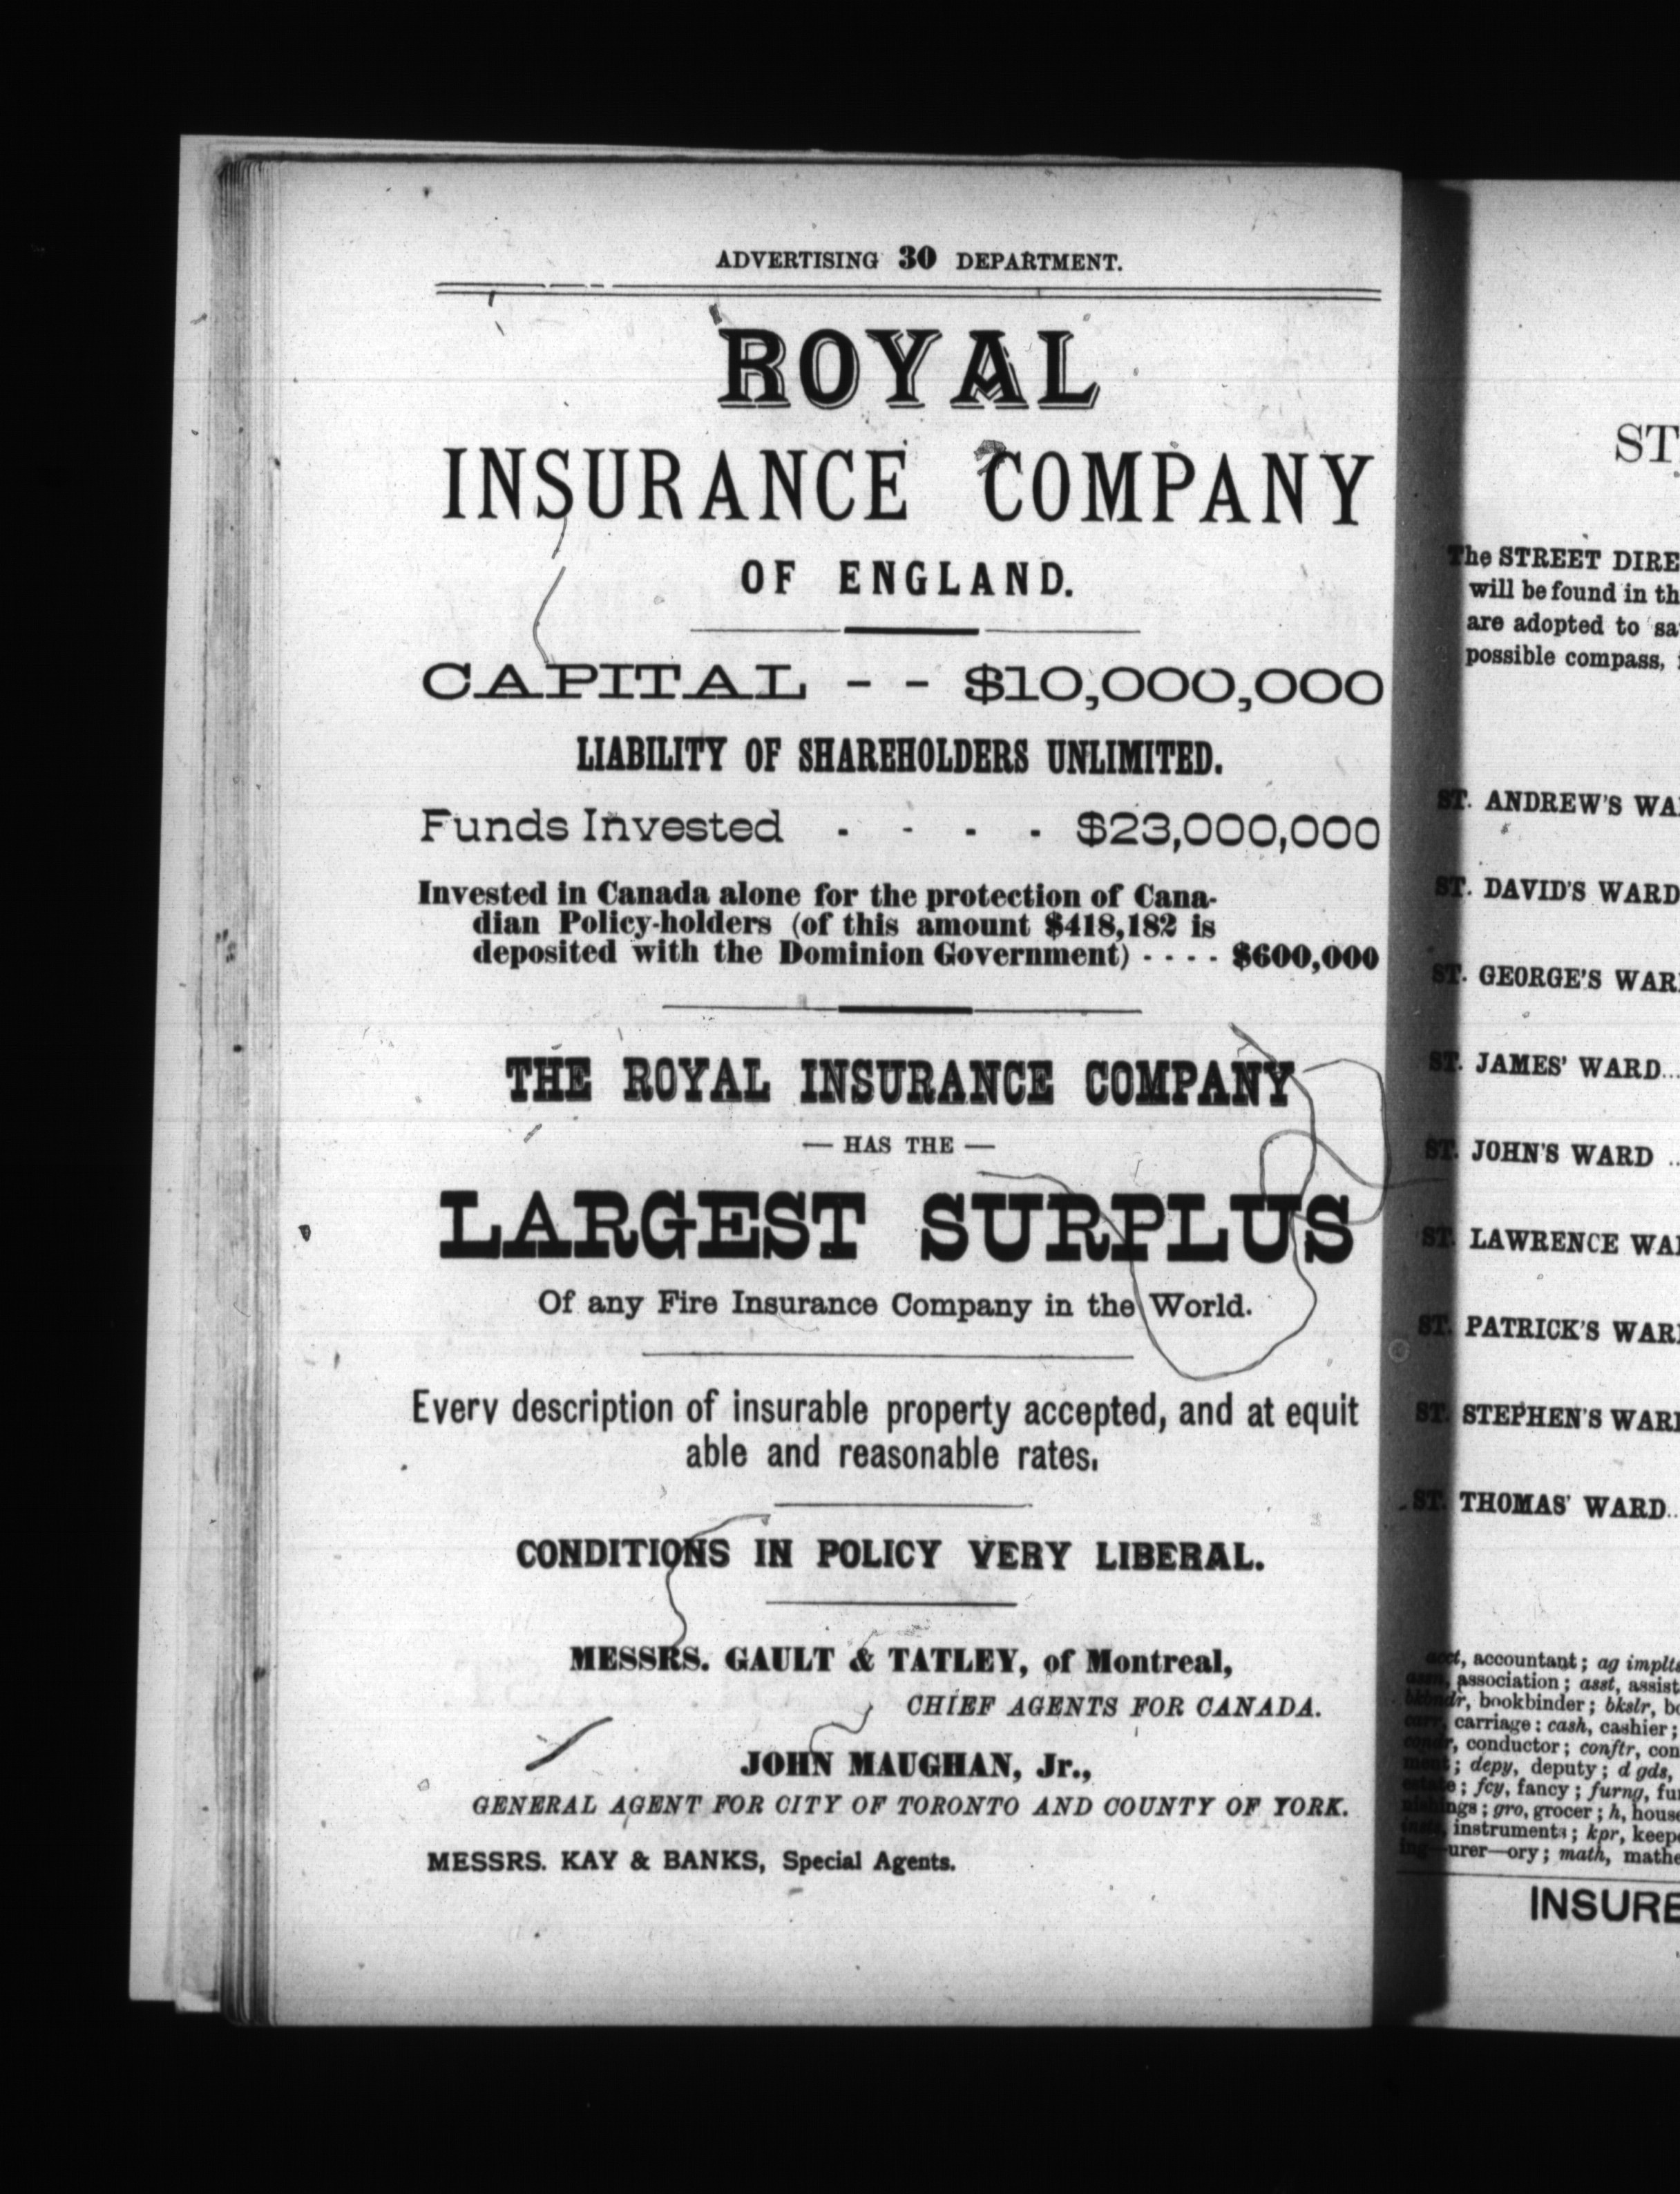 ADVERTISING 30 DEPARTMENT.
ROYAL
INSURANCE COMPANY
OF ENGLAND.
CAPITAL - - $10,000,000
LIABILITY OF SHAREHOLDERS UNLIMITED.
Funds Invested - - - - $23,000,000
Invested in Canada alone for the protection of Cana-
dian Policy-holders (of this amount $418,182 is
deposited with the Dominion Government) - - - - $600,000
THE ROYAL INSURANCE COMPANY
— HAS THE —
LARGEST SURPLUS
Of any Fire Insurance Company in the World.
Every description of insurable property accepted, and at equit
able and reasonable rates.
CONDITIONS IN POLICY VERY LIBERAL.
MESSRS. GAULT & TATLEY, of Montreal,
CHIEF AGENTS FOR CANADA.
JOHN MAUGHAN, Jr.,
GENERAL AGENT FOR CITY OF TORONTO AND COUNTY OF YORK.
MESSRS. KAY & BANKS, Special Agents.
ST
The STREET DIRE
will be found in th
are adopted to sa
possible compass,
ST. ANDREW'S WA
ST. DAVID'S WARD
ST. GEORGE'S WAR
ST. JAMES' WARD...
ST. JOHN'S WARD ..
ST. LAWRENCE WA
ST. PATRICK'S WAR
ST. STEPHEN'S WAR
ST. THOMAS' WARD..
acct, accountant; ag implts
assn, association; asst, assist
bkbndr, bookbinder; bkslr, bo
carr, carriage; cash, cashier;
condr, conductor; conftr, con
ment; depy, deputy; d gds,
estate; fcy, fancy; furng, fur
nishings; gro, grocer; h, house
insts, instruments; kpr, keepe
ing—urer—ory; math, mathe
INSURE